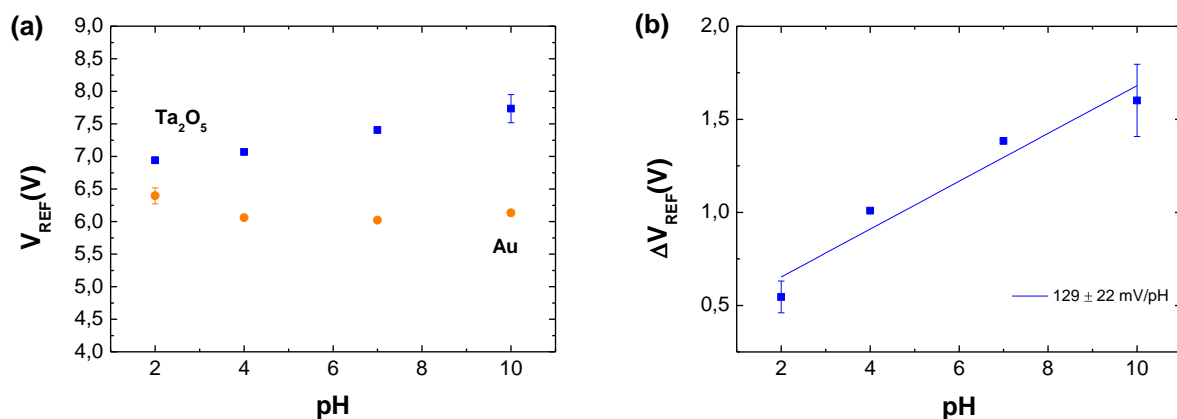 (a)
9,0
8,5
8,0
7,5
7,0
6,5
6,0
5,5
5,0
4,5
4,0
V_REF(V)
Ta₂O₅
Au
2 4 6 8 10
pH
(b)
2,0
1,5
1,0
0,5
ΔV_REF(V)
129 ± 22 mV/pH
2 4 6 8 10
pH